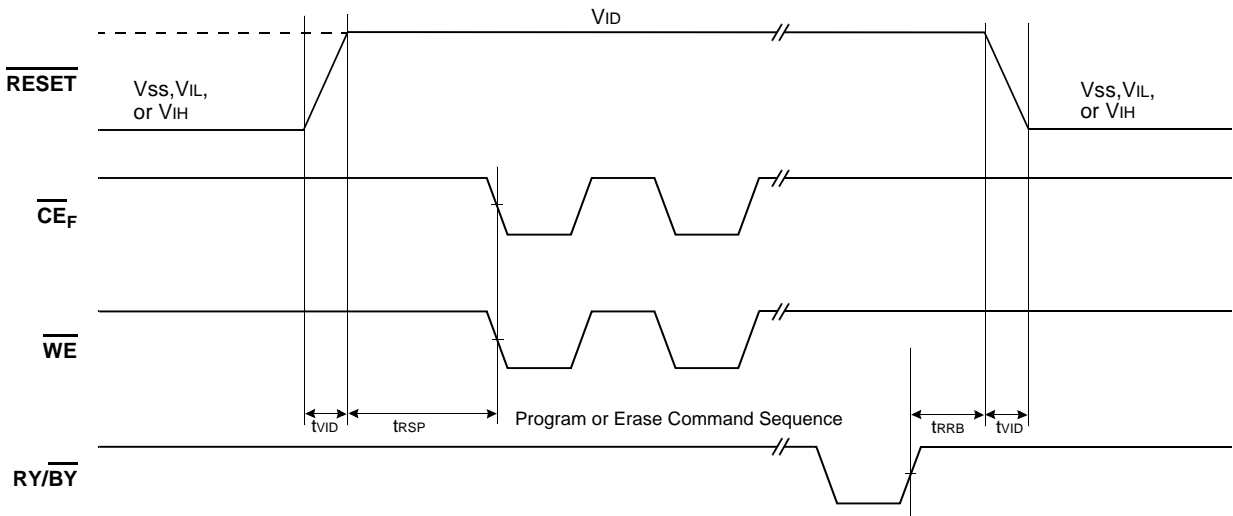 VID
RESET
Vss,VIL,
or VIH
Vss,VIL,
or VIH
CEF
WE
tVID
tRSP
Program or Erase Command Sequence
tRRB
tVID
RY/BY